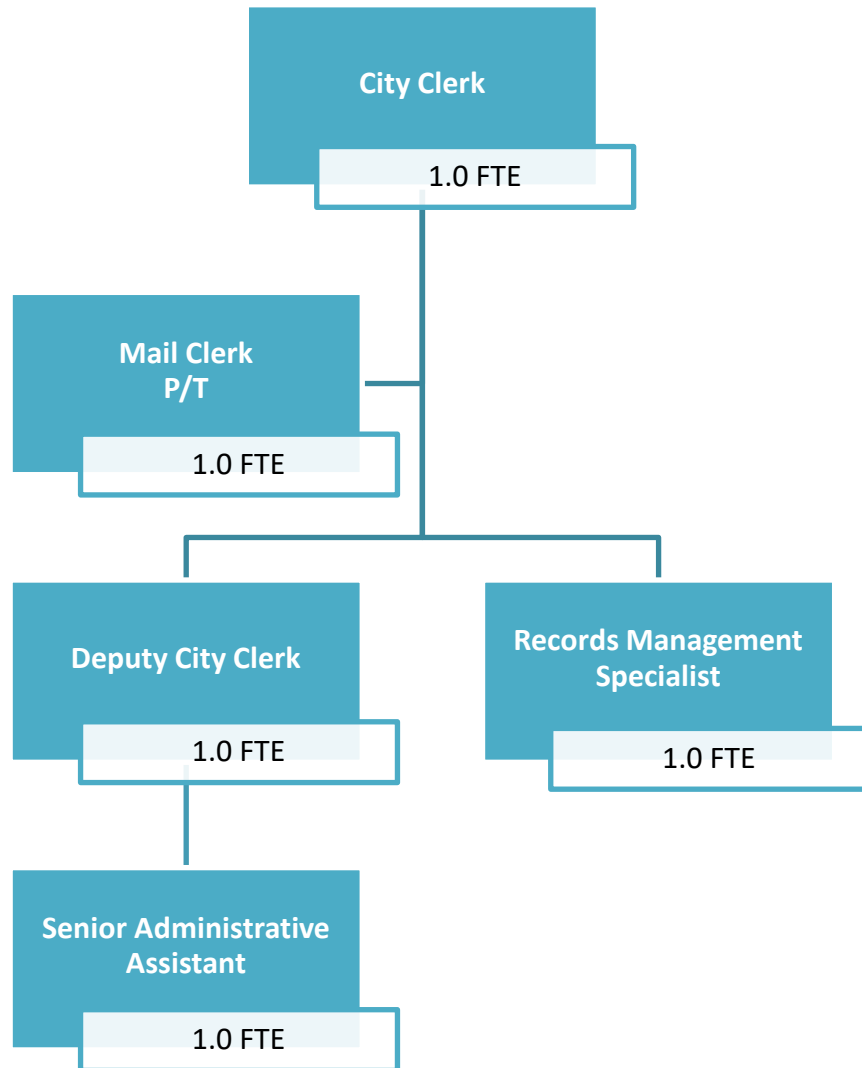 City Clerk
1.0 FTE
Mail Clerk
P/T
1.0 FTE
Deputy City Clerk
1.0 FTE
Records Management
Specialist
1.0 FTE
Senior Administrative
Assistant
1.0 FTE